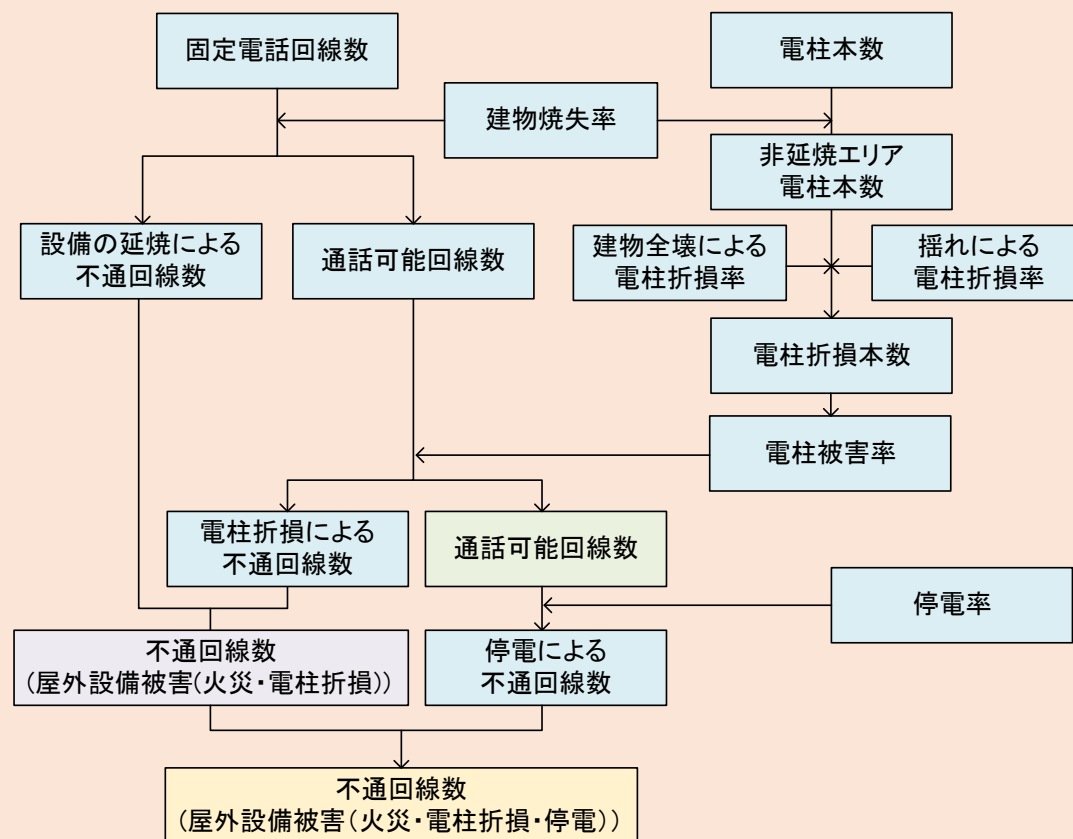 固定電話回線数
電柱本数
建物焼失率
非延焼エリア
電柱本数
設備の延焼による
不通回線数
通話可能回線数
建物全壊による
電柱折損率
揺れによる
電柱折損率
電柱折損本数
電柱被害率
電柱折損による
不通回線数
通話可能回線数
停電率
不通回線数
(屋外設備被害(火災・電柱折損))
停電による
不通回線数
不通回線数
(屋外設備被害(火災・電柱折損・停電))